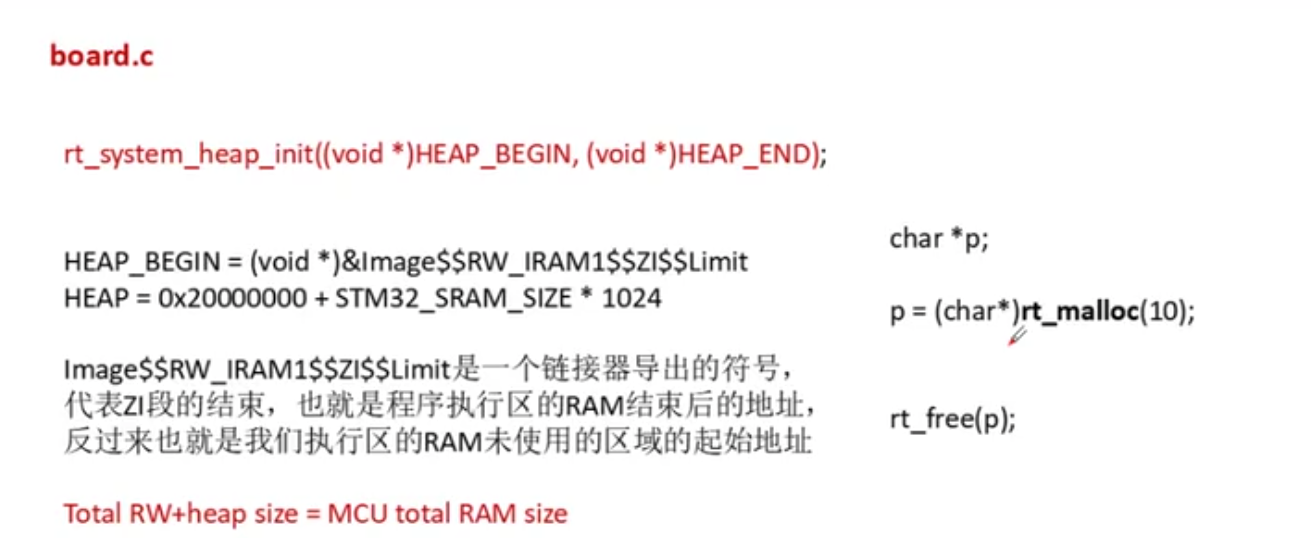 board.c
rt_system_heap_init((void *)HEAP_BEGIN, (void *)HEAP_END);
HEAP_BEGIN = (void *)&Image$$RW_IRAM1$$ZI$$Limit
HEAP = 0x20000000 + STM32_SRAM_SIZE * 1024
Image$$RW_IRAM1$$ZI$$Limit是一个链接器导出的符号，
代表ZI段的结束，也就是程序执行区的RAM结束后的地址，
反过来也就是我们执行区的RAM未使用的区域的起始地址
Total RW+heap size = MCU total RAM size
char *p;
p = (char*)rt_malloc(10);
rt_free(p);